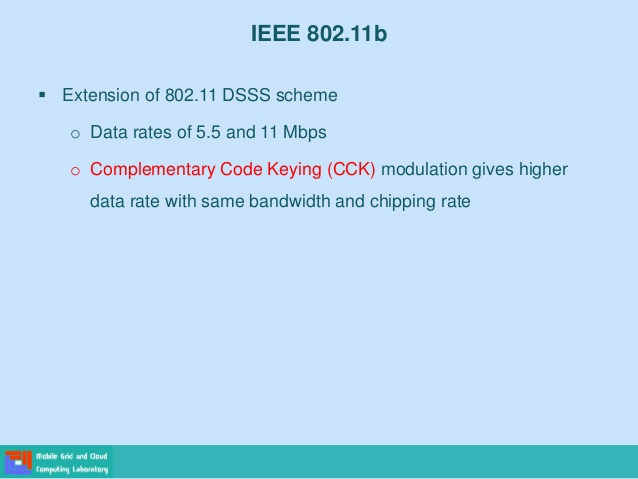 IEEE 802.11b
▪ Extension of 802.11 DSSS scheme
o Data rates of 5.5 and 11 Mbps
o Complementary Code Keying (CCK) modulation gives higher
data rate with same bandwidth and chipping rate
Mobile Grid and Cloud
Computing Laboratory